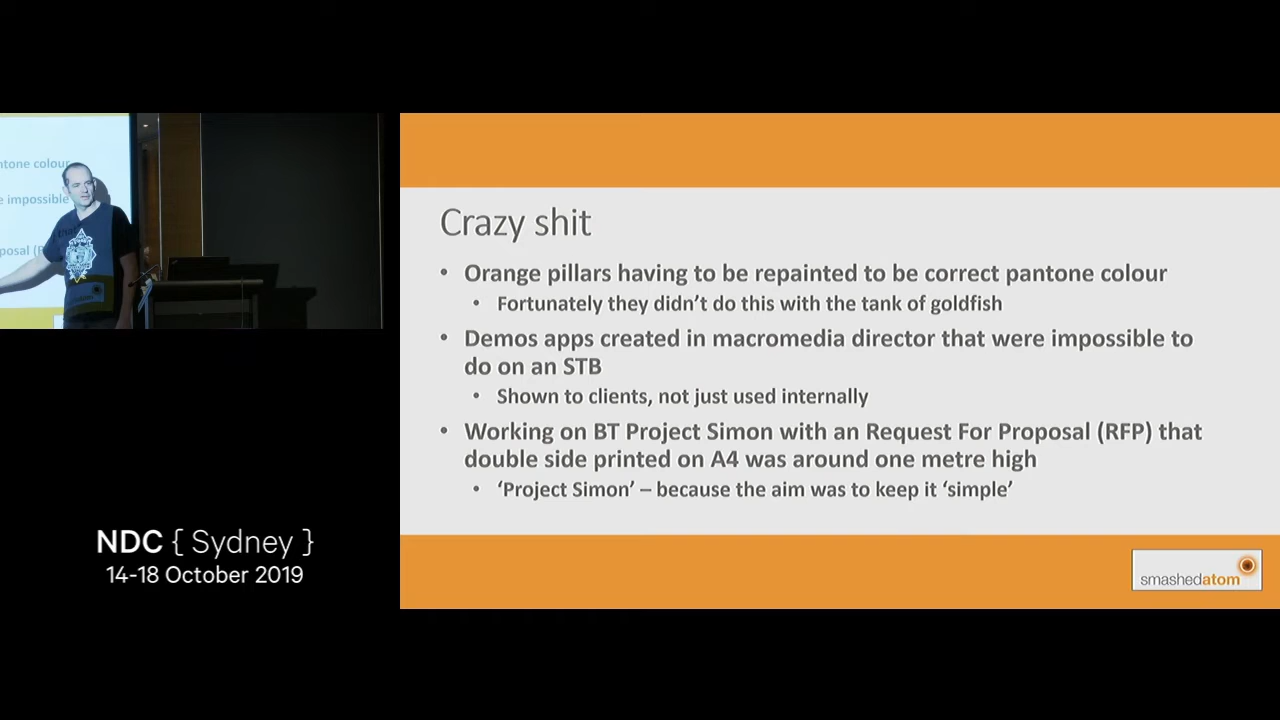 ntone colour
e impossible
posal (R
NDC { Sydney }
14-18 October 2019
Crazy shit
• Orange pillars having to be repainted to be correct pantone colour
• Fortunately they didn’t do this with the tank of goldfish
• Demos apps created in macromedia director that were impossible to
do on an STB
• Shown to clients, not just used internally
• Working on BT Project Simon with an Request For Proposal (RFP) that
double side printed on A4 was around one metre high
• ‘Project Simon’ – because the aim was to keep it ‘simple’
smashedatom